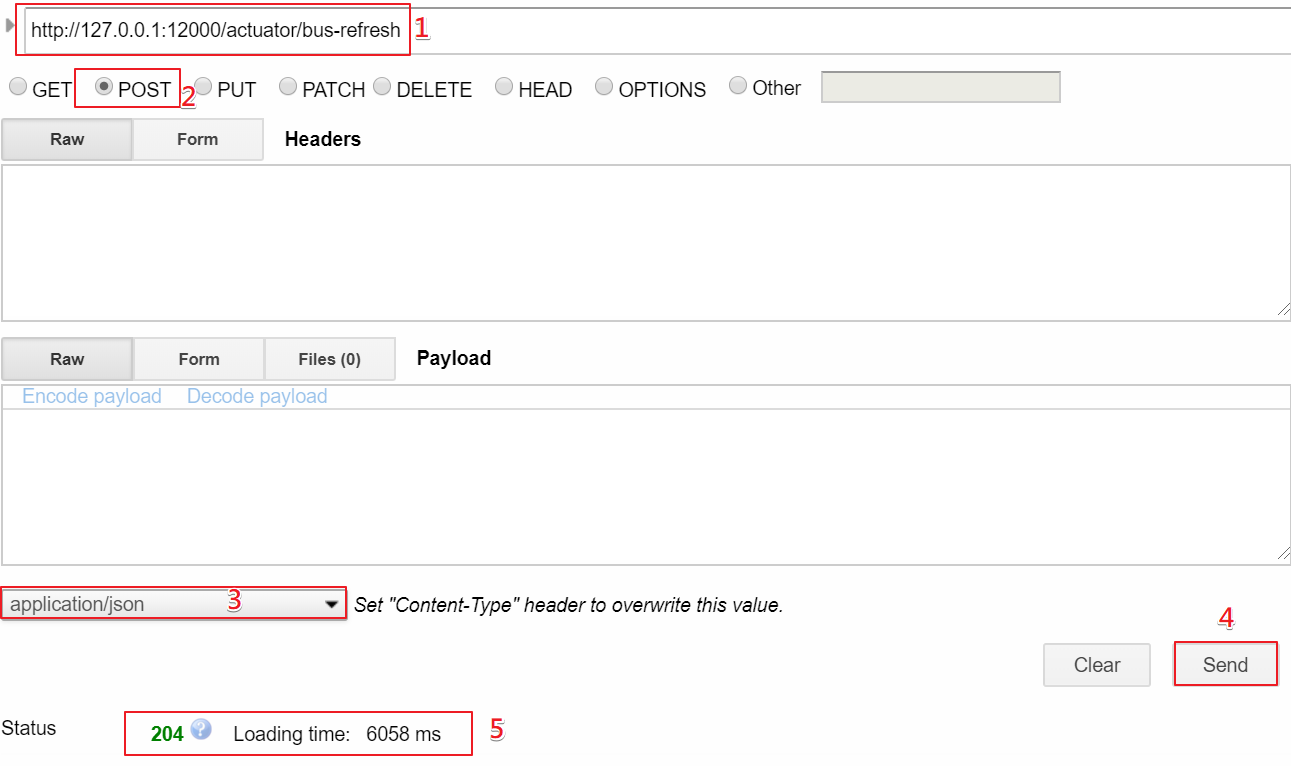 http://127.0.0.1:12000/actuator/bus-refresh 1
GET POST 2 PUT PATCH DELETE HEAD OPTIONS Other
Raw Form Headers
Raw Form Files (0) Payload
Encode payload Decode payload
application/json 3 Set "Content-Type" header to overwrite this value.
4
Clear Send
Status 204 ? Loading time: 6058 ms 5